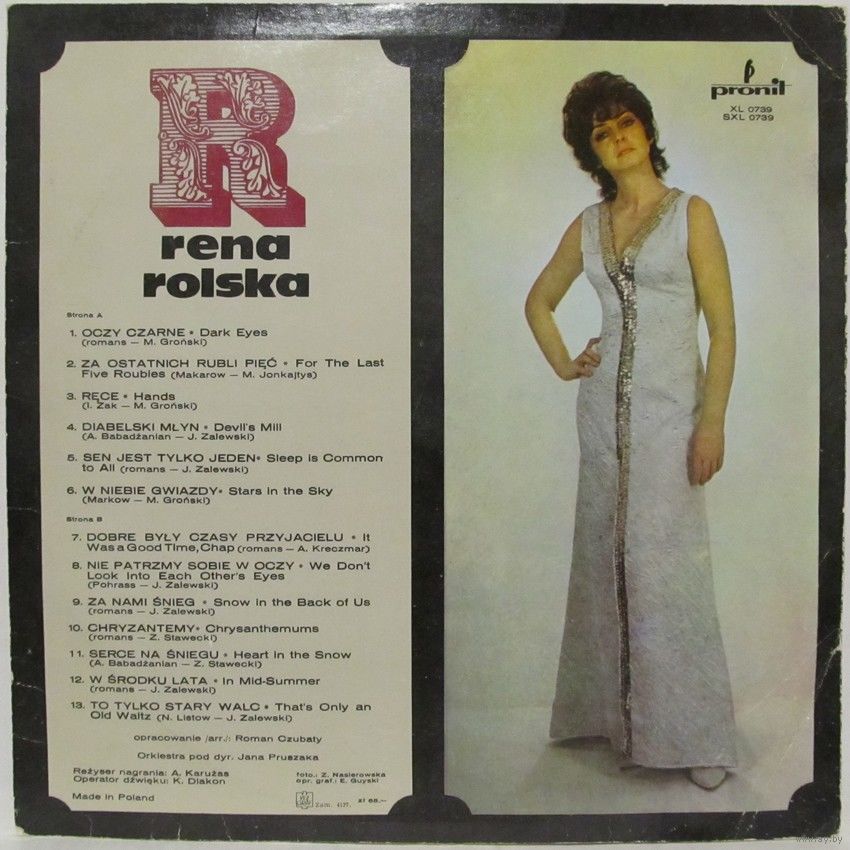 R
rena
rolska
Strona A
1. OCZY CZARNE * Dark Eyes
(romans — M. Groński)
2. ZA OSTATNICH RUBLI PIĘĆ * For The Last
Five Roubles (Makarow — M. Jonkajtys)
3. RĘCE * Hands
(I. Żak — M. Groński)
4. DIABELSKI MŁYN * Devil's Mill
(A. Babadżanian — J. Zalewski)
5. SEN JEST TYLKO JEDEN* Sleep is Common
to All (romans — J. Zalewski)
6. W NIEBIE GWIAZDY* Stars in the Sky
(Markow — M. Groński)
Strona B
7. DOBRE BYŁY CZASY PRZYJACIELU * It
Was a Good Time, Chap (romans — A. Kreczmar)
8. NIE PATRZMY SOBIE W OCZY * We Don't
Look Into Each Other's Eyes
(Pohrass — J. Zalewski)
9. ZA NAMI ŚNIEG * Snow in the Back of Us
(romans — J. Zalewski)
10. CHRYZANTEMY* Chrysanthemums
(romans — Z. Stawecki)
11. SERCE NA ŚNIEGU * Heart in the Snow
(A. Babadżanian — Z. Stawecki)
12. W ŚRODKU LATA * In Mid-Summer
(romans — J. Zalewski)
13. TO TYLKO STARY WALC * That's Only an
Old Waltz (N. Listow — J. Zalewski)
opracowanie /arr./: Roman Czubaty
Orkiestra pod dyr. Jana Pruszaka
Reżyser nagrania: A. Karużas
Operator dźwięku: K. Diakon
foto.: Z. Nasierowska
opr. graf.: E. Guyski
Made in Poland
Zam. 4127.
zł 65.—
pronit
XL 0739
SXL 0739